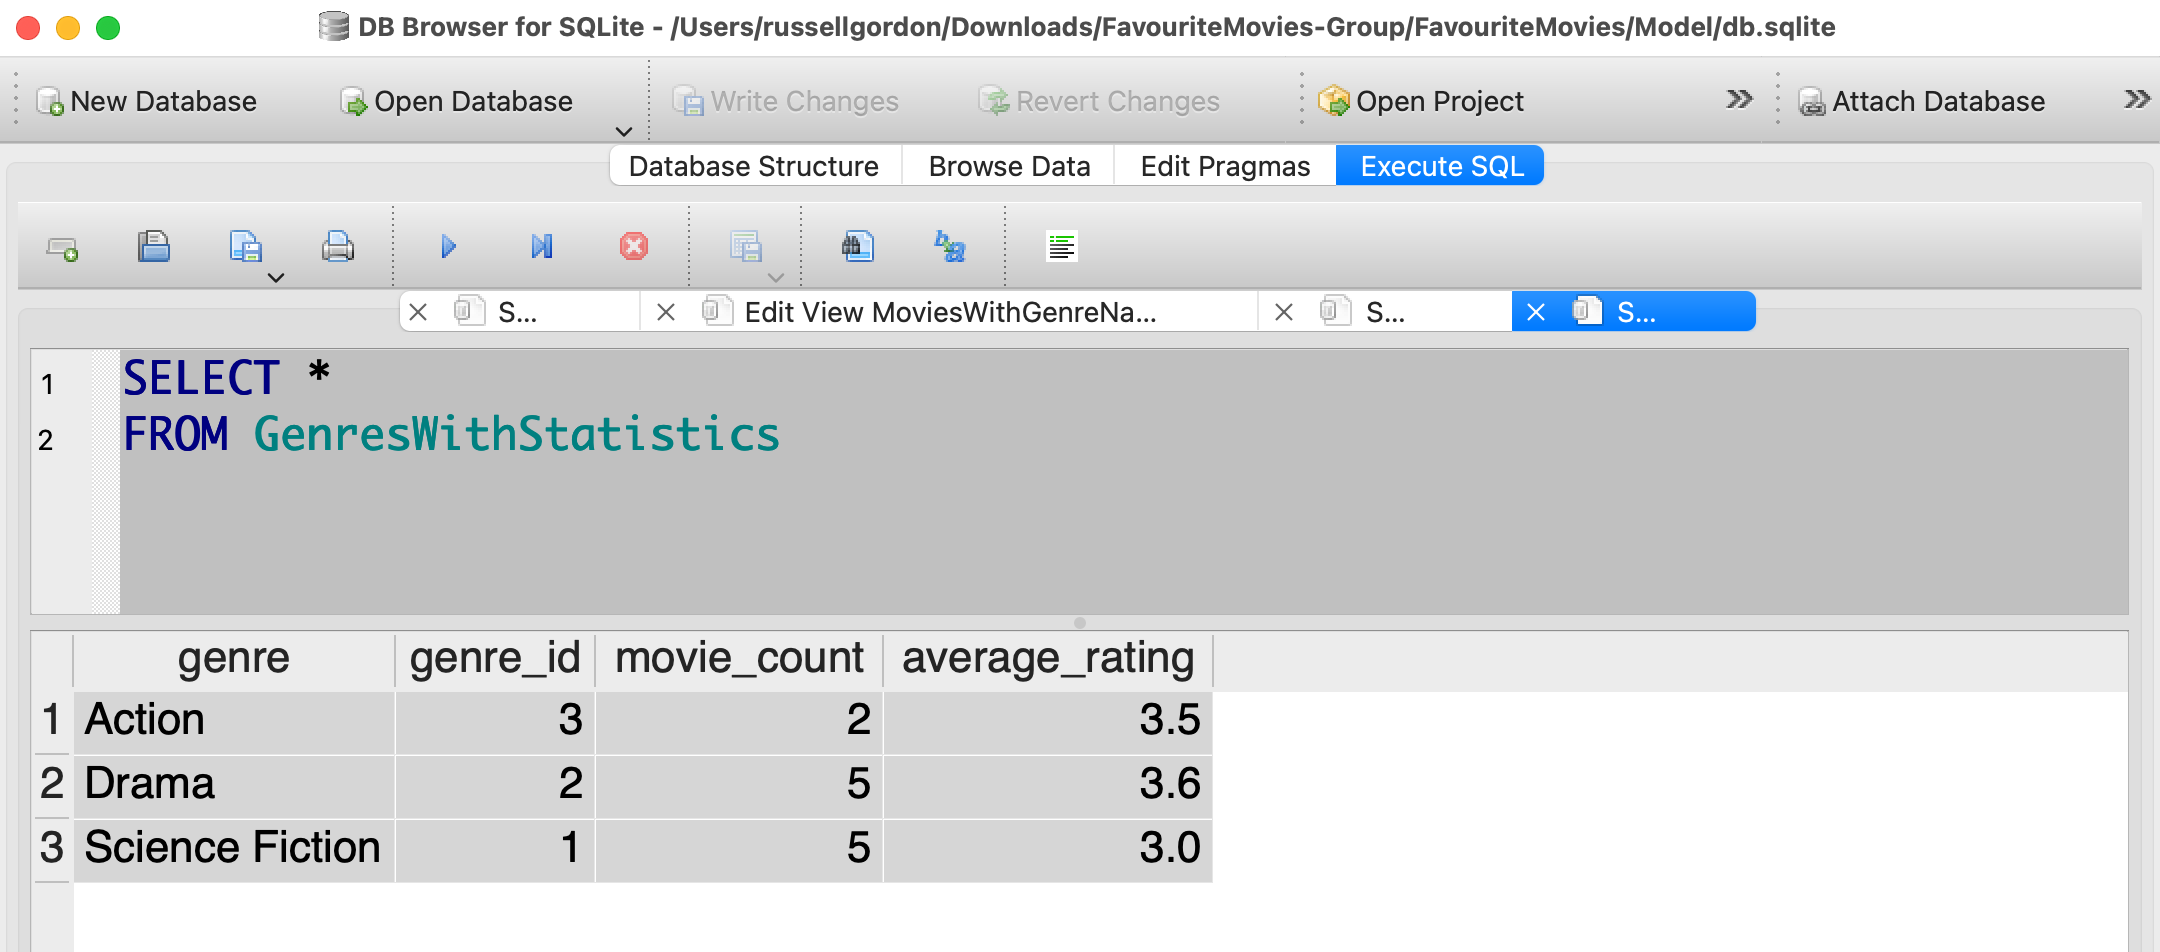 DB Browser for SQLite - /Users/russellgordon/Downloads/FavouriteMovies-Group/FavouriteMovies/Model/db.sqlite
New Database Open Database Write Changes Revert Changes Open Project » Attach Database »
Database Structure Browse Data Edit Pragmas Execute SQL
S... Edit View MoviesWithGenreNa... S... S...
1 SELECT *
2 FROM GenresWithStatistics
genre genre_id movie_count average_rating
1 Action 3 2 3.5
2 Drama 2 5 3.6
3 Science Fiction 1 5 3.0